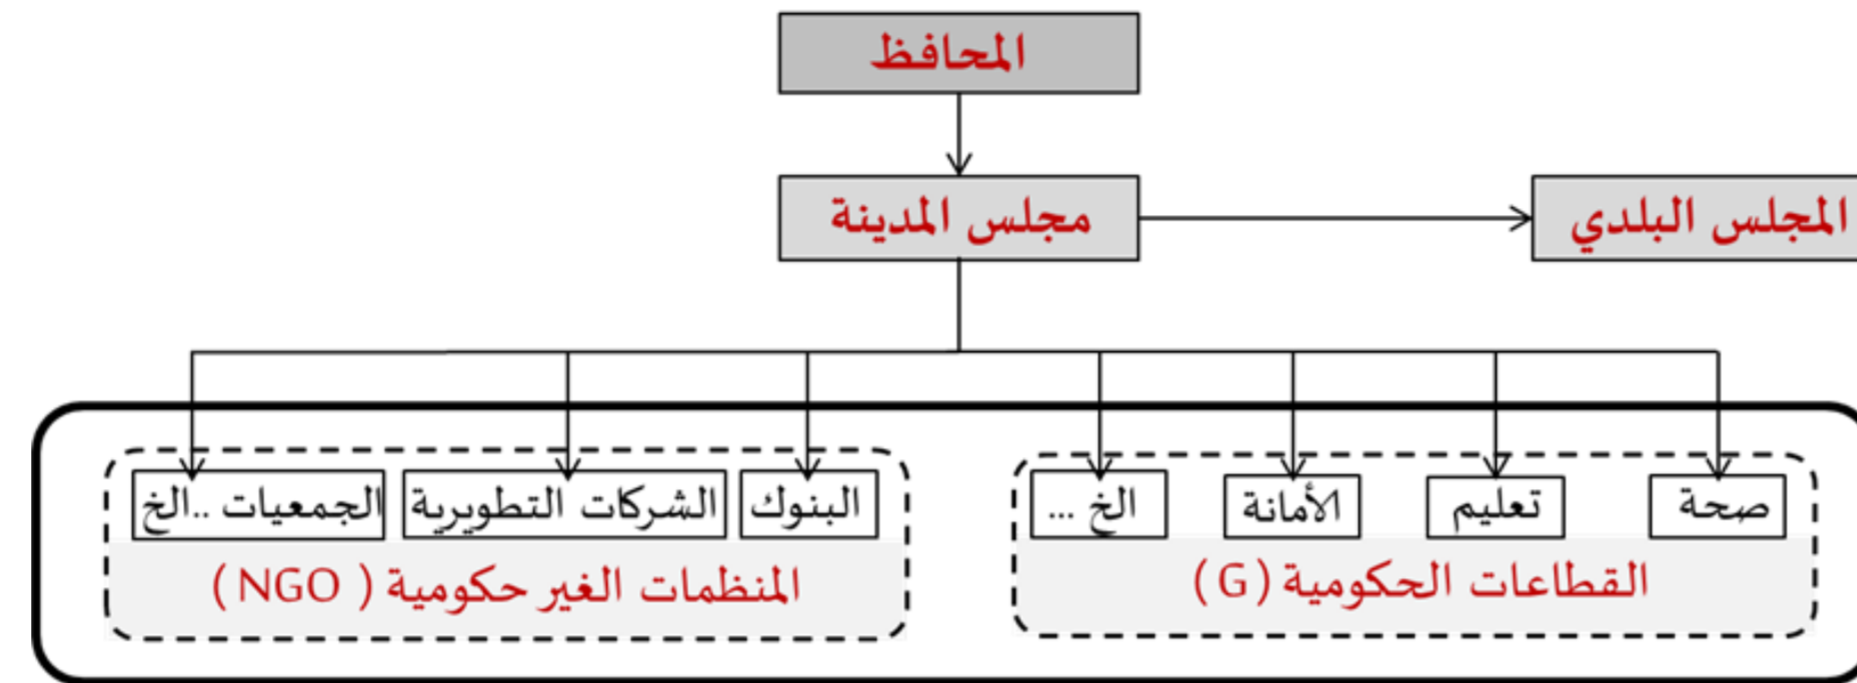 المحافظ
مجلس المدينة
المجلس البلدي
صحة
تعليم
الأمانة
الخ ...
البنوك
الشركات التطويرية
الجمعيات ..الخ
القطاعات الحكومية (G)
المنظمات الغير حكومية ( NGO)